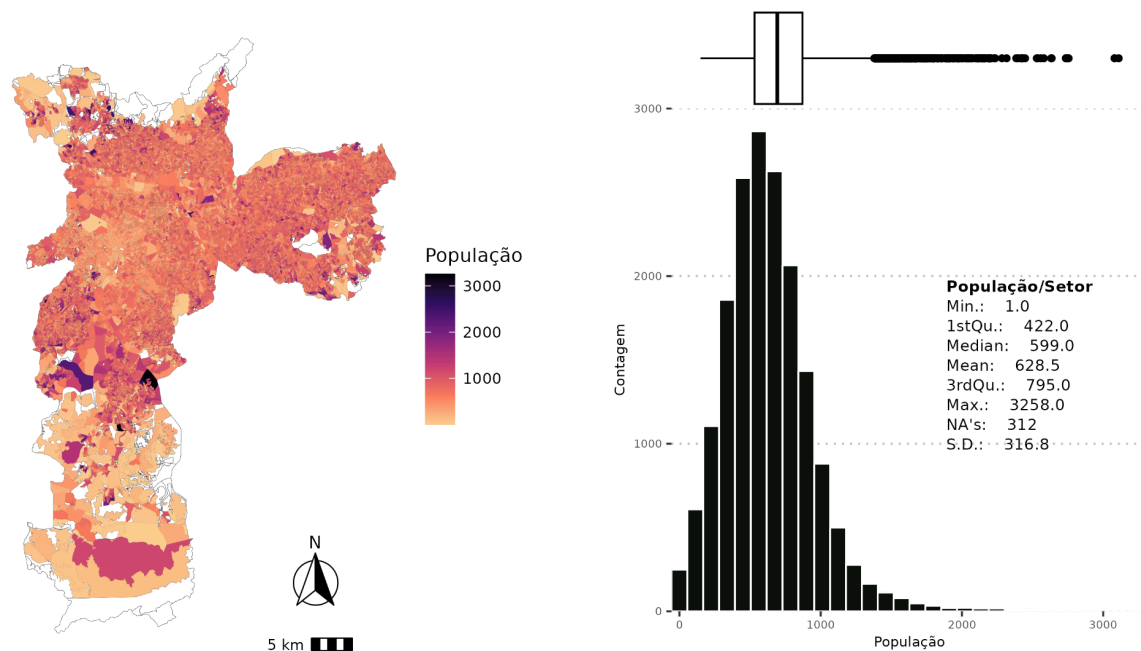 População
3000
2000
1000
N
5 km
3000
2000
1000
0
Contagem
População/Setor
Min.: 1.0
1stQu.: 422.0
Median: 599.0
Mean: 628.5
3rdQu.: 795.0
Max.: 3258.0
NA's: 312
S.D.: 316.8
0 1000 2000 3000
População